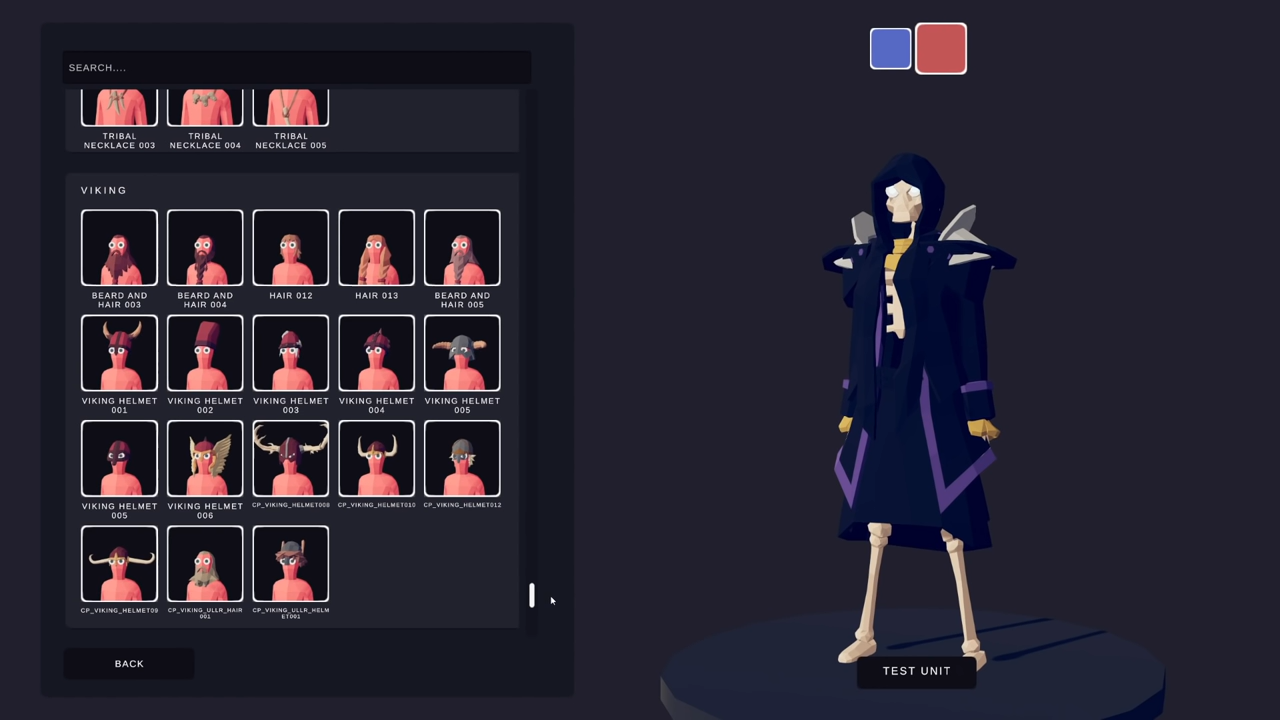 SEARCH....
TRIBAL
NECKLACE 003
TRIBAL
NECKLACE 004
TRIBAL
NECKLACE 005
VIKING
BEARD AND
HAIR 003
BEARD AND
HAIR 004
HAIR 012
HAIR 013
BEARD AND
HAIR 005
VIKING HELMET
001
VIKING HELMET
002
VIKING HELMET
003
VIKING HELMET
004
VIKING HELMET
005
VIKING HELMET
005
VIKING HELMET
006
CP_VIKING_HELMET008
CP_VIKING_HELMET010
CP_VIKING_HELMET012
CP_VIKING_HELMET09
CP_VIKING_ULLR_HAIR
001
CP_VIKING_ULLR_HELM
ET001
BACK
TEST UNIT